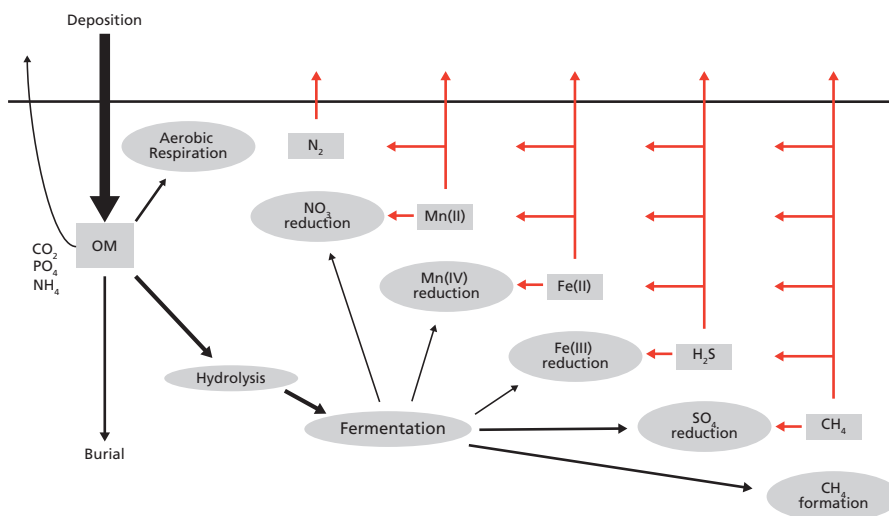 Deposition
Aerobic
Respiration
N₂
NO₃
reduction
Mn(II)
OM
CO₂
PO₄
NH₄
Mn(IV)
reduction
Fe(II)
Fe(III)
reduction
H₂S
Hydrolysis
Fermentation
SO₄
reduction
CH₄
Burial
CH₄
formation